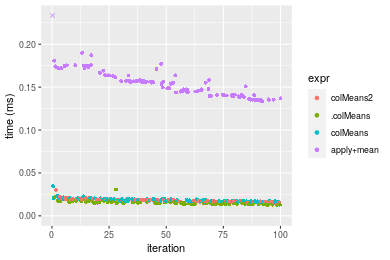 time (ms)
0.20
0.15
0.10
0.05
0.00
0
25
50
75
100
iteration
expr
colMeans2
.colMeans
colMeans
apply+mean